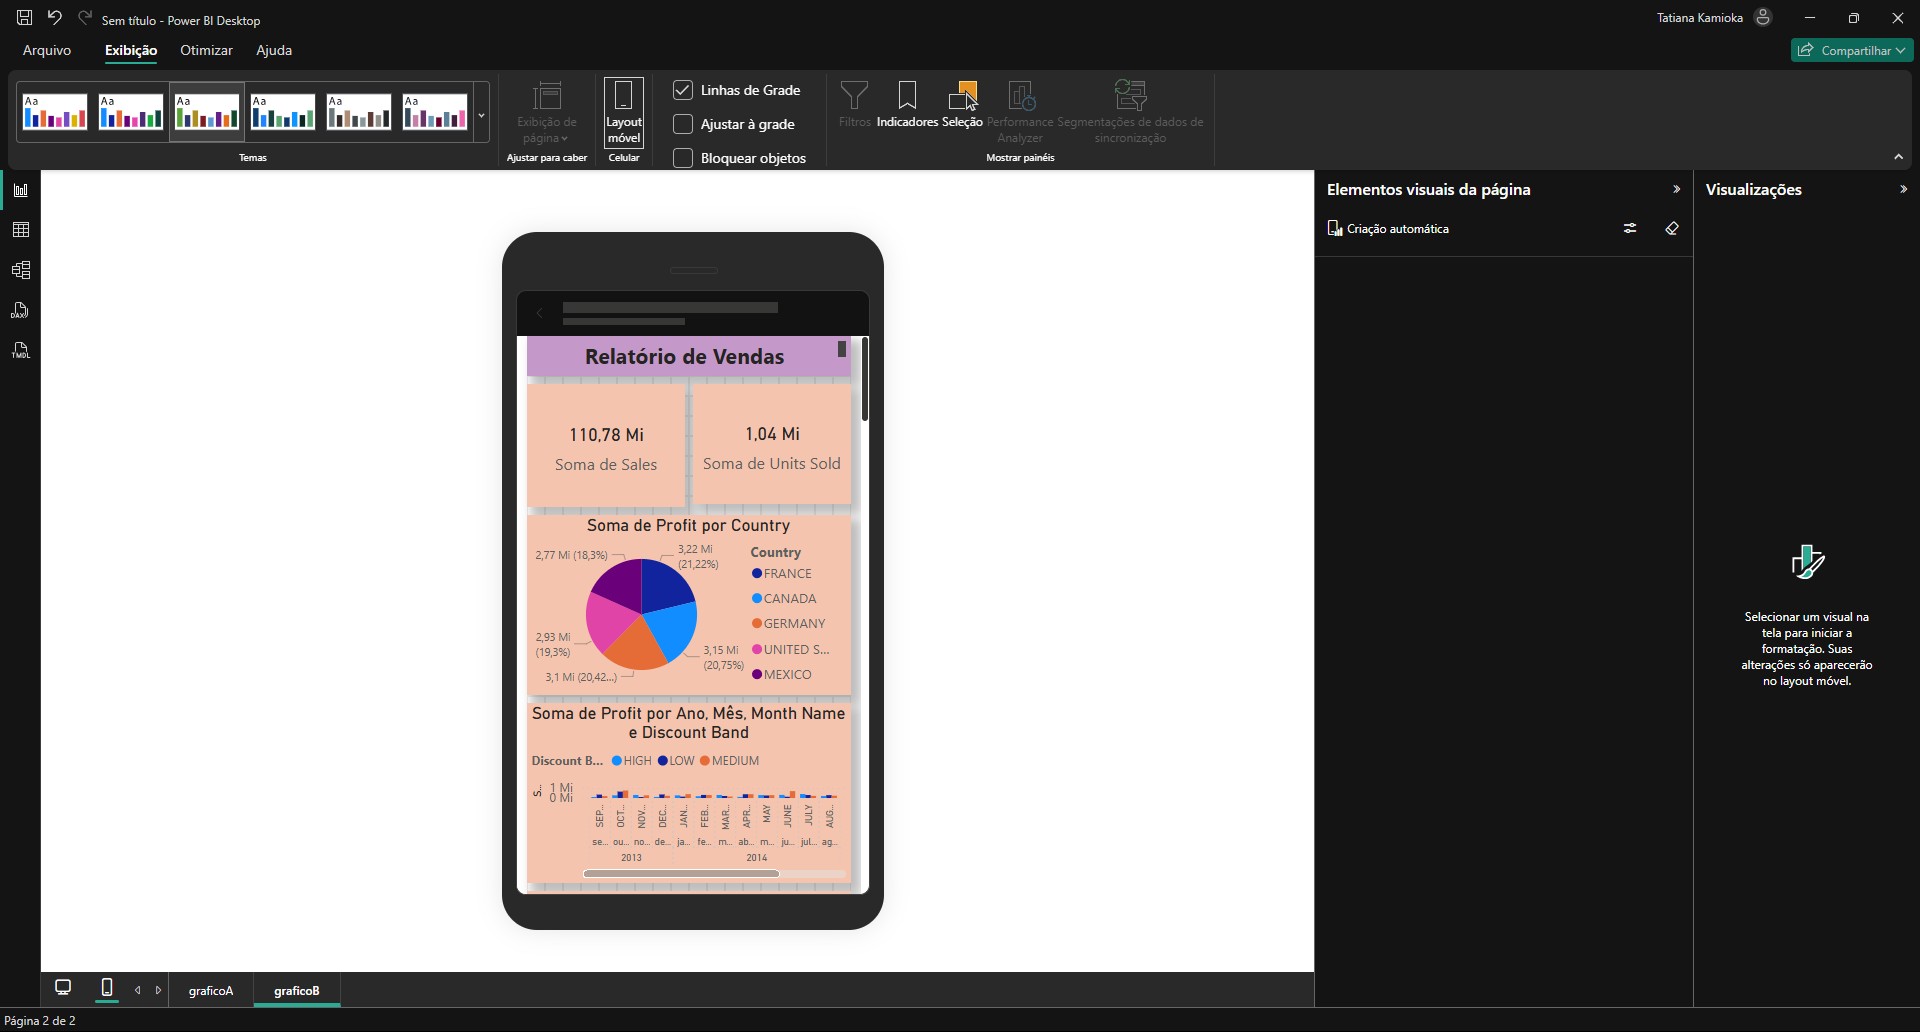 Sem título - Power BI Desktop
Tatiana Kamioka
Arquivo
Exibição
Otimizar
Ajuda
Compartilhar
Aa
Aa
Aa
Aa
Aa
Aa
Temas
Exibição de
página
Ajustar para caber
Layout
móvel
Celular
Linhas de Grade
Ajustar à grade
Bloquear objetos
Filtros
Indicadores
Seleção
Performance
Analyzer
Segmentações de dados de
sincronização
Mostrar painéis
DAX
TMDL
Relatório de Vendas
110,78 Mi
Soma de Sales
1,04 Mi
Soma de Units Sold
Soma de Profit por Country
2,77 Mi (18,3%)
3,22 Mi
(21,22%)
2,93 Mi
(19,3%)
3,1 Mi (20,42...)
3,15 Mi
(20,75%)
Country
FRANCE
CANADA
GERMANY
UNITED S...
MEXICO
Soma de Profit por Ano, Mês, Month Name
e Discount Band
Discount B...
HIGH
LOW
MEDIUM
S...
1 Mi
0 Mi
SEP...
OCT...
NOV...
DEC...
JAN...
FEB...
MAR...
APR...
MAY
JUNE
JULY
AUG...
se...
ou...
no...
de...
ja...
fe...
m...
ab...
m...
ju...
jul...
ag...
2013
2014
Elementos visuais da página
Criação automática
Visualizações
Selecionar um visual na
tela para iniciar a
formatação. Suas
alterações só aparecerão
no layout móvel.
graficoA
graficoB
Página 2 de 2